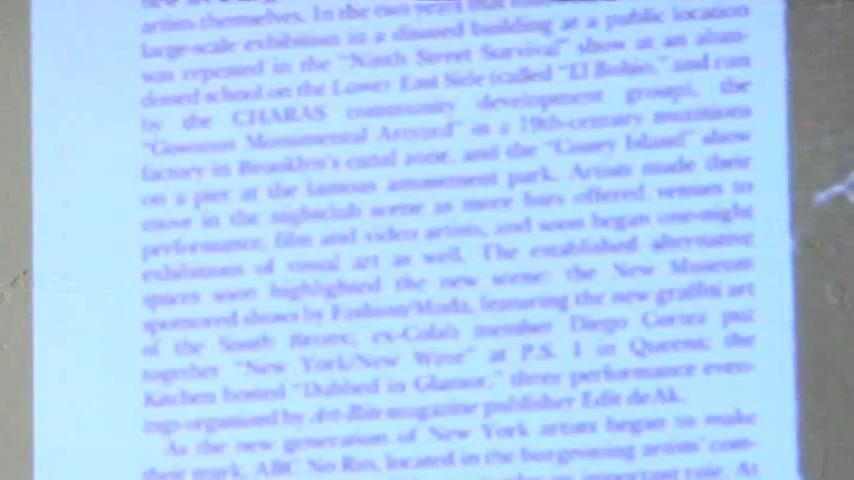 artists themselves. In the two years that
large-scale exhibition in a disused building at a public location
was repeated in the "Ninth Street Survival" show at an aban-
doned school on the Lower East Side (called "El Bohio," and run
by the CHARAS community development group), the
"Gowanus Monumental Artyard" in a 19th-century munitions
factory in Brooklyn's canal zone, and the "Coney Island" show
on a pier at the famous amusement park. Artists made their
move in the nightclub scene as more bars offered venues to
performance, film and video artists, and soon began one-night
exhibitions of visual art as well. The established alternative
spaces soon highlighted the new scene: the New Museum
sponsored shows by Fashion/Moda, featuring the new graffiti art
of the South Bronx; ex-Colab member Diego Cortez put
together "New York/New Wave" at P.S. 1 in Queens; the
Kitchen hosted "Dubbed in Glamor," three performance even-
ings organized by Art-Rite magazine publisher Edit deAk.
As the new generation of New York artists began to make
their mark, ABC No Rio, located in the burgeoning artists' com-
an important role. At